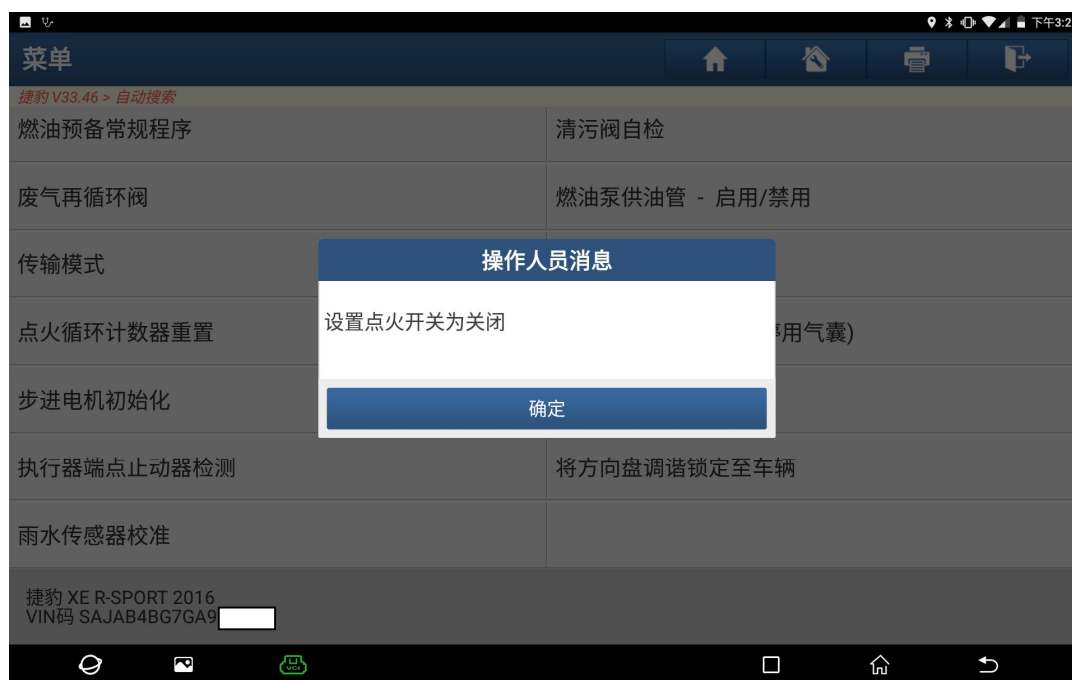 下午3:2
菜单
捷豹 V33.46 > 自动搜索
燃油预备常规程序
清污阀自检
废气再循环阀
燃油泵供油管 - 启用/禁用
传输模式
操作人员消息
点火循环计数器重置
设置点火开关为关闭
用气囊)
步进电机初始化
确定
执行器端点止动器检测
将方向盘调谐锁定至车辆
雨水传感器校准
捷豹 XE R-SPORT 2016
VIN码 SAJAB4BG7GA9
VCI